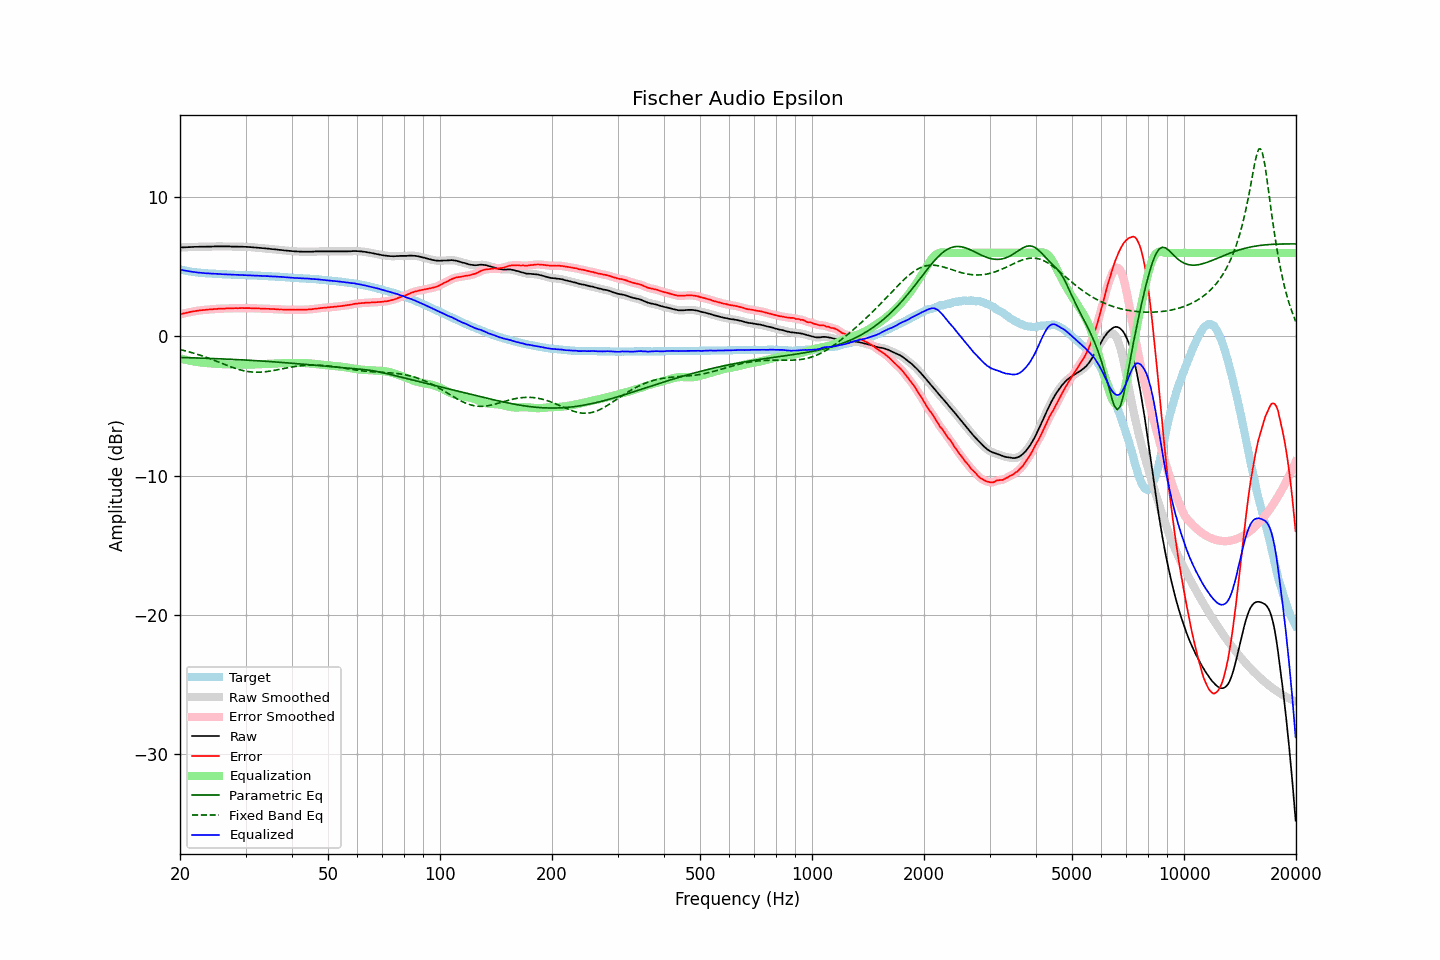 Fischer Audio Epsilon
Amplitude (dBr)
10
0
−10
−20
−30
Target
Raw Smoothed
Error Smoothed
Raw
Error
Equalization
Parametric Eq
Fixed Band Eq
Equalized
20 50 100 200 500 1000 2000 5000 10000 20000
Frequency (Hz)